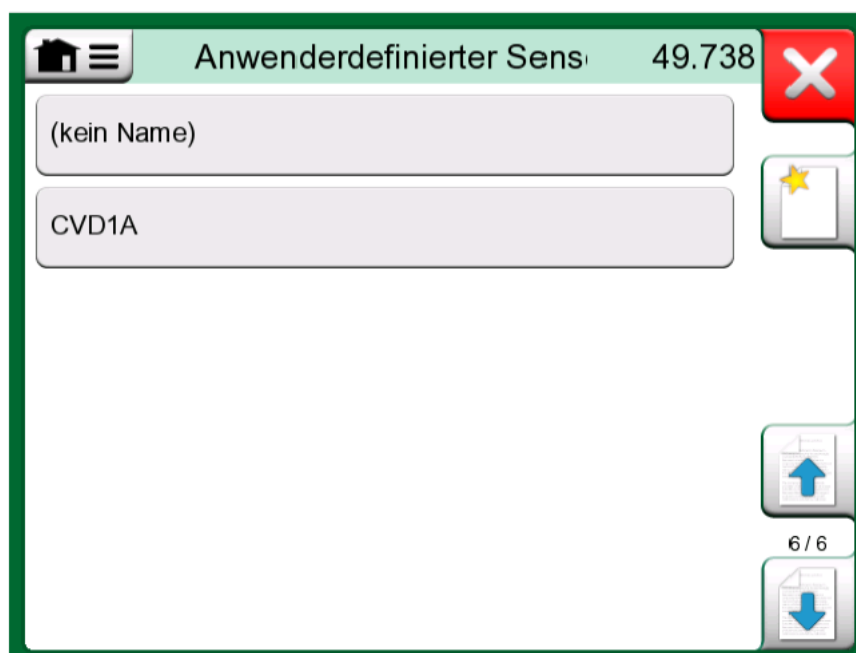 Anwenderdefinierter Sens
49.738
(kein Name)
CVD1A
6 / 6